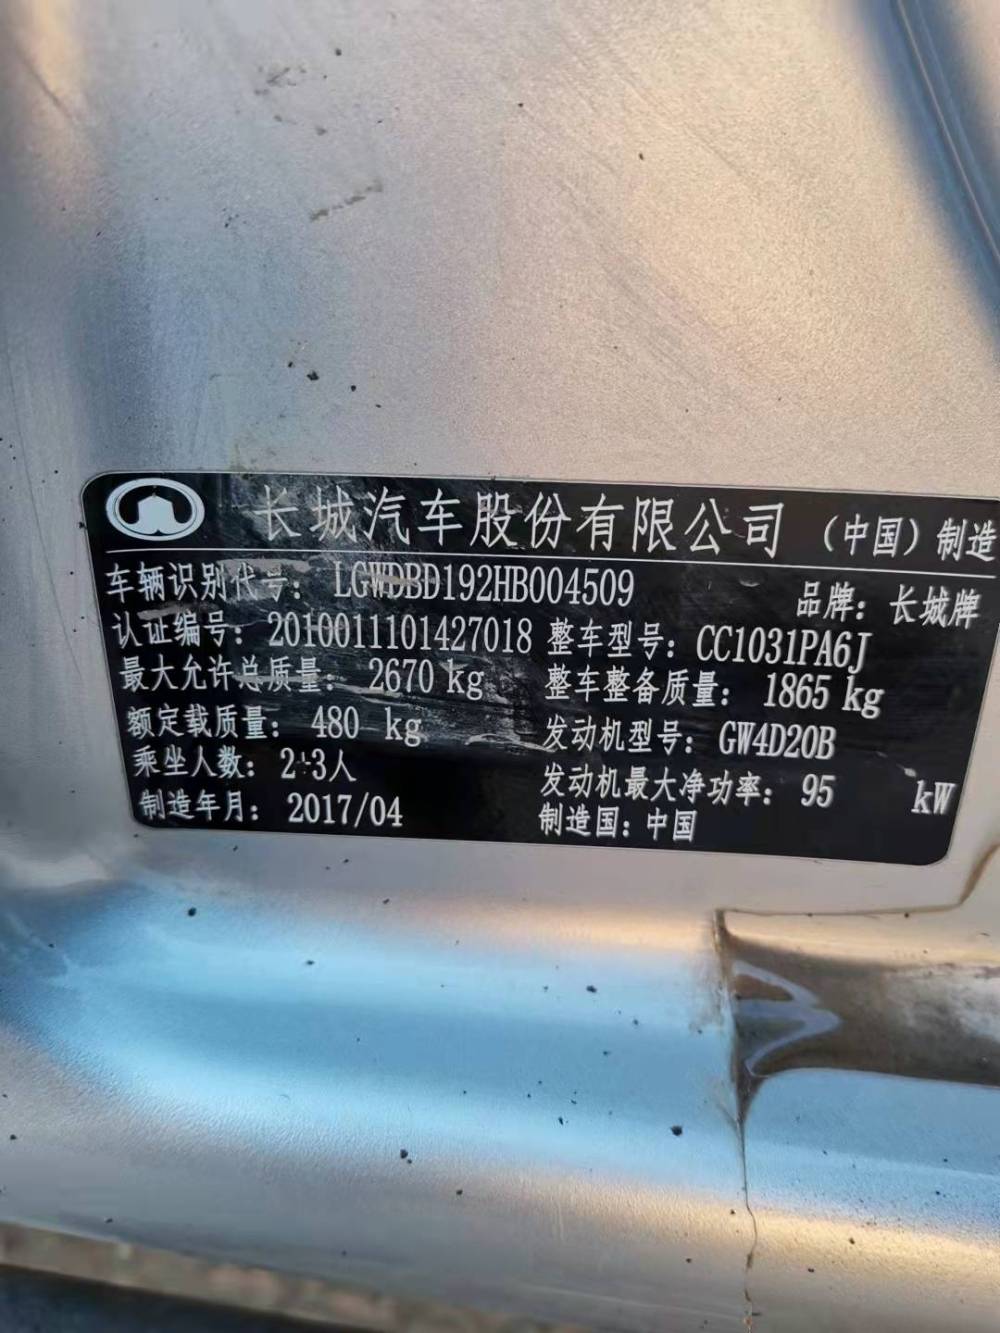 长城汽车股份有限公司 (中国)制造
车辆识别代号: LGWDBD192HB004509 品牌: 长城牌
认证编号: 2010011101427018 整车型号: CC1031PA6J
最大允许总质量: 2670 kg 整车整备质量: 1865 kg
额定载质量: 480 kg 发动机型号: GW4D20B
乘坐人数: 2+3人 发动机最大净功率: 95 kW
制造年月: 2017/04 制造国: 中国